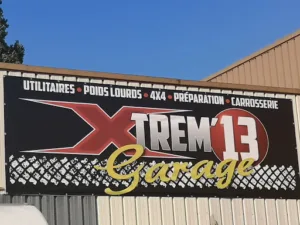 UTILITAIRES • POIDS LOURDS • 4X4 • PRÉPARATION • CARROSSERIE
XTREM'13
Garage